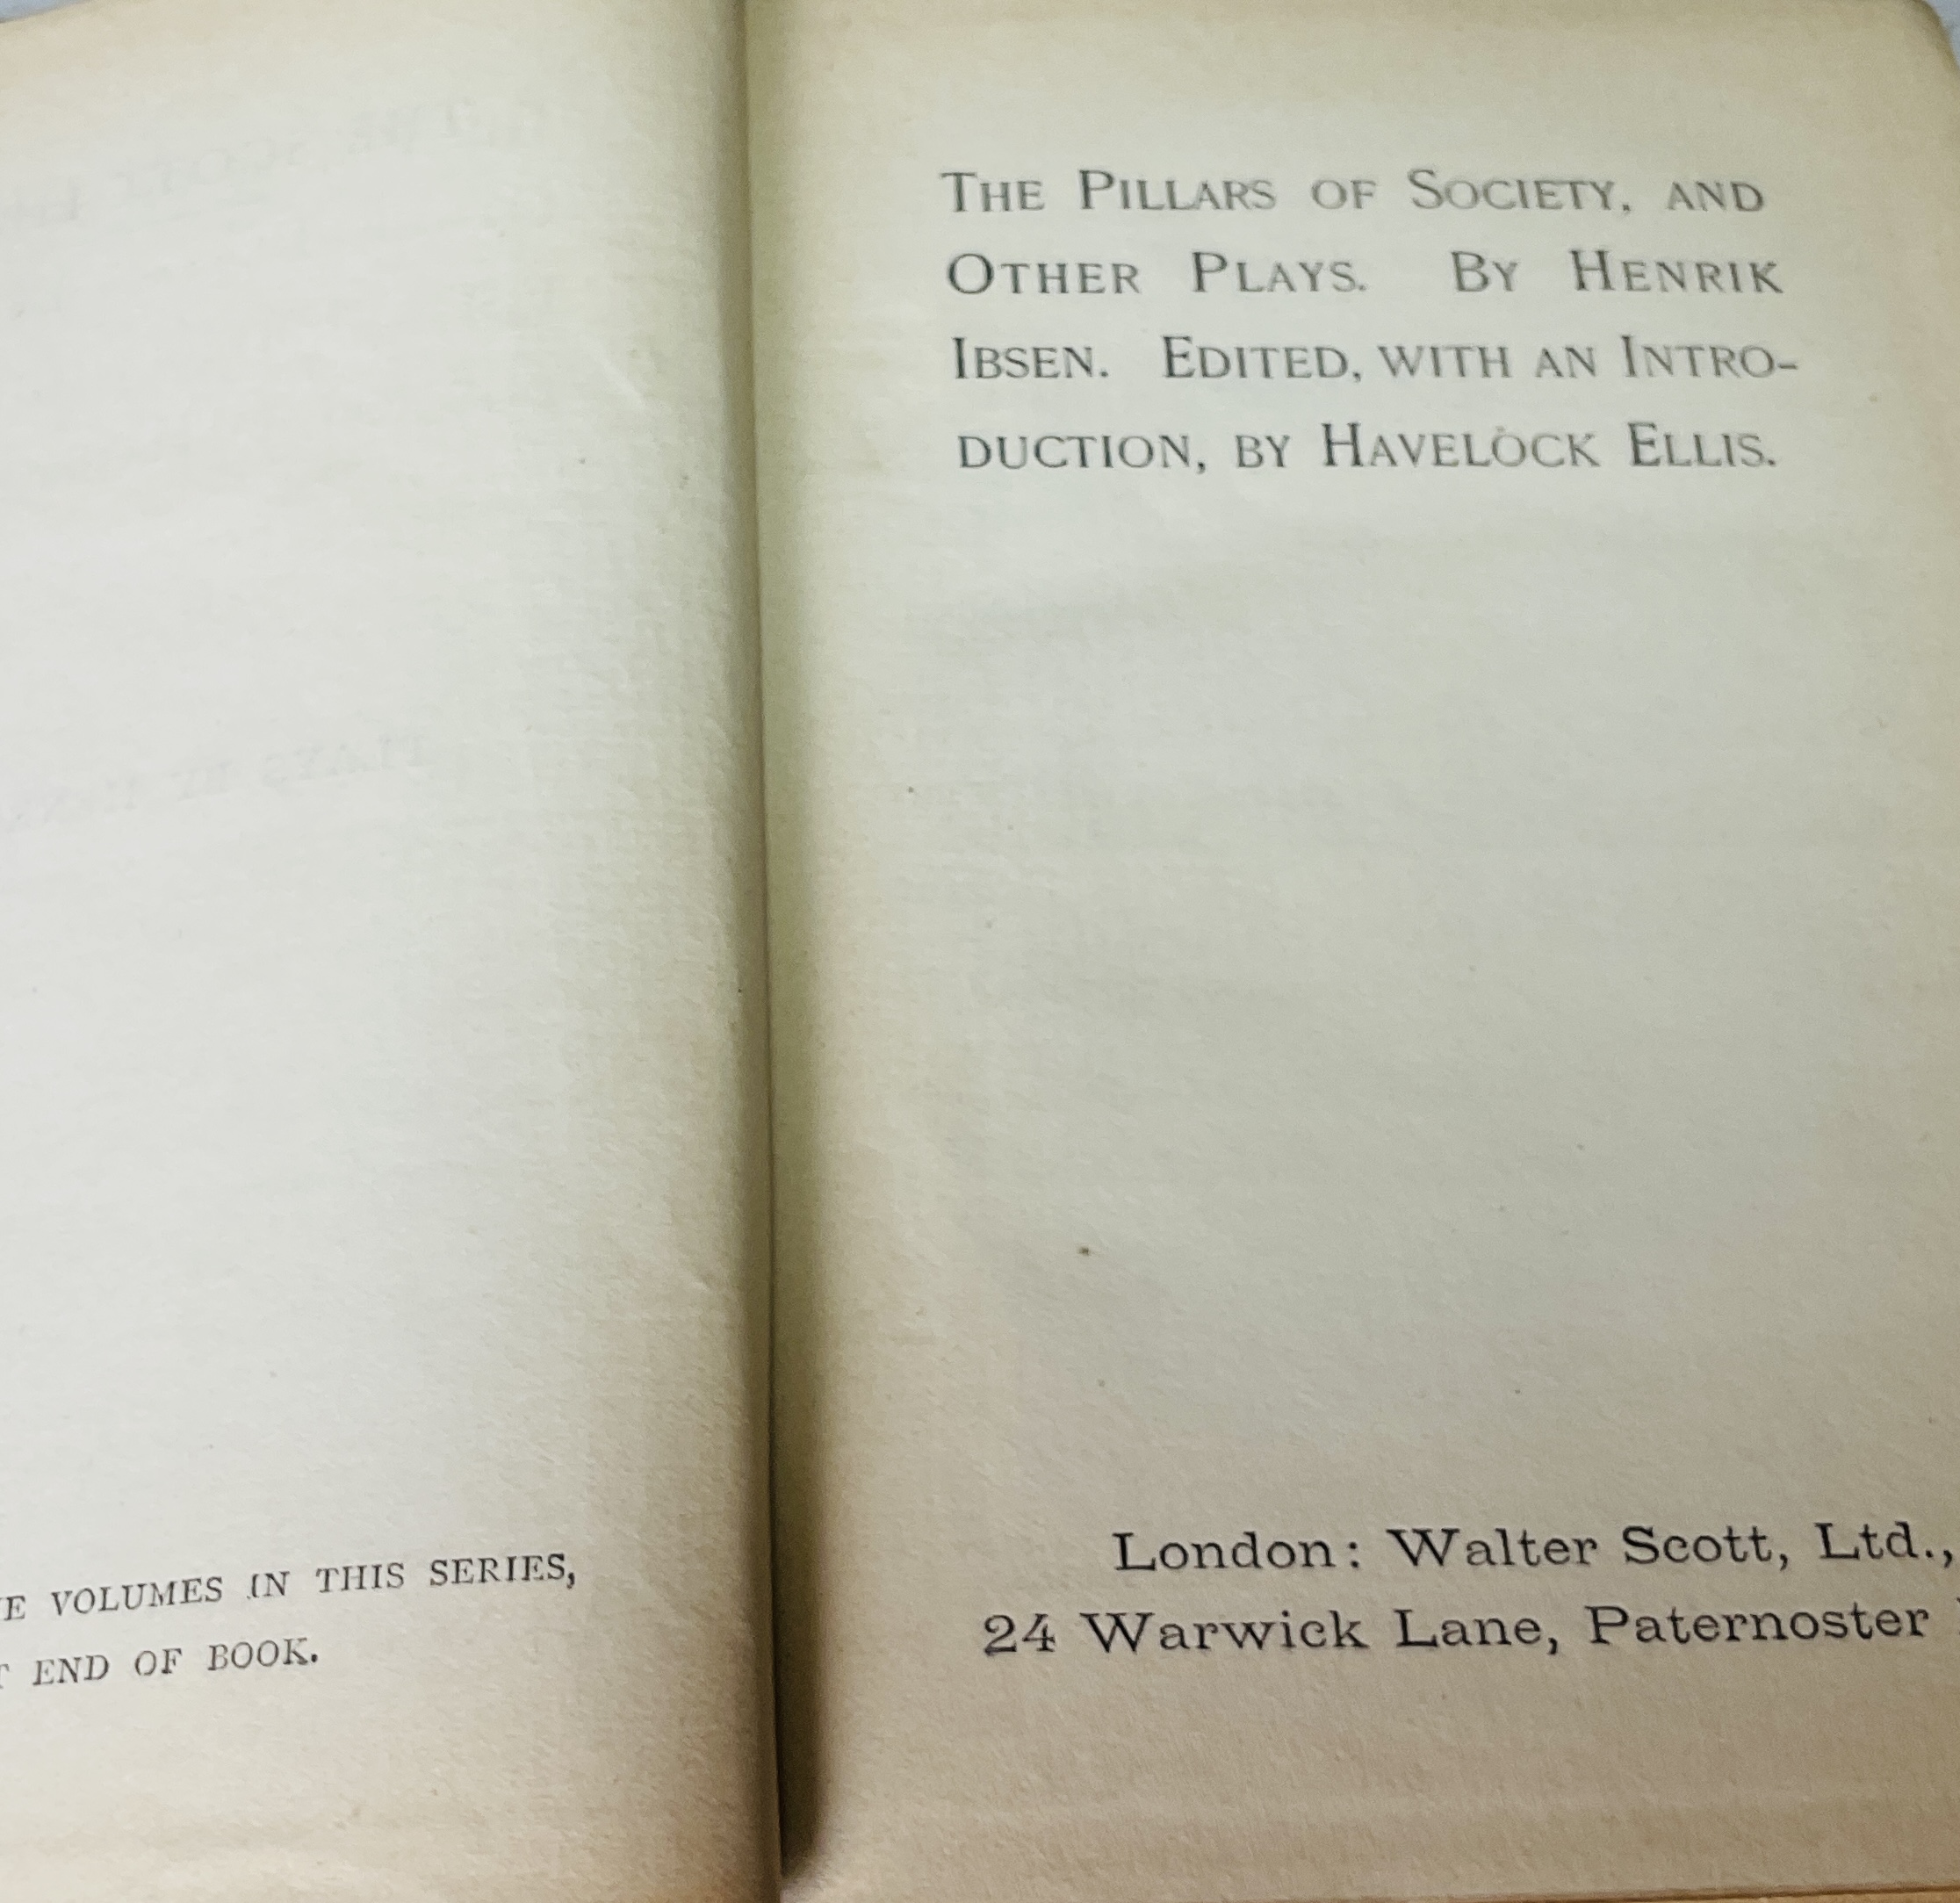 E VOLUMES IN THIS SERIES,
END OF BOOK.
THE PILLARS OF SOCIETY, AND
OTHER PLAYS. BY HENRIK
IBSEN. EDITED, WITH AN INTRO-
DUCTION, BY HAVELOCK ELLIS.
London: Walter Scott, Ltd.,
24 Warwick Lane, Paternoster